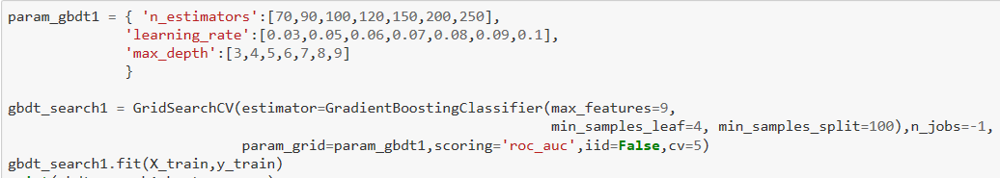 param_gbdt1 = { 'n_estimators':[70,90,100,120,150,200,250],
'learning_rate':[0.03,0.05,0.06,0.07,0.08,0.09,0.1],
'max_depth':[3,4,5,6,7,8,9]
}
gbdt_search1 = GridSearchCV(estimator=GradientBoostingClassifier(max_features=9,
min_samples_leaf=4, min_samples_split=100),n_jobs=-1,
param_grid=param_gbdt1,scoring='roc_auc',iid=False,cv=5)
gbdt_search1.fit(X_train,y_train)